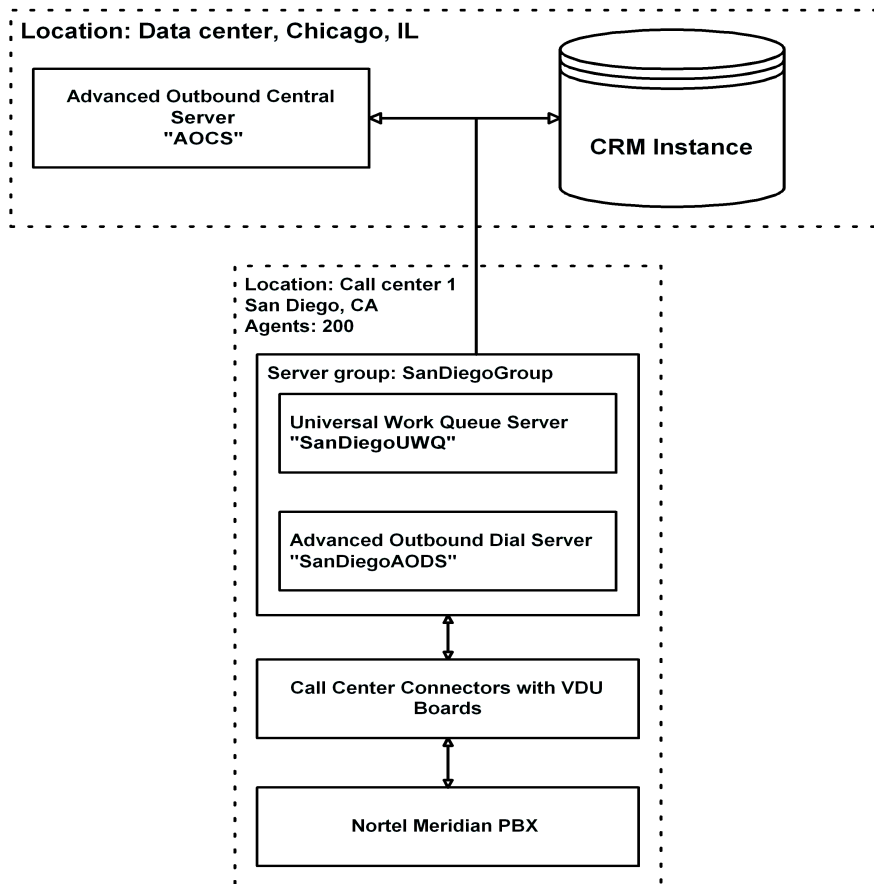 Location: Data center, Chicago, IL
Advanced Outbound Central
Server
"AOCS"
CRM Instance
Location: Call center 1
San Diego, CA
Agents: 200
Server group: SanDiegoGroup
Universal Work Queue Server
"SanDiegoUWQ"
Advanced Outbound Dial Server
"SanDiegoAODS"
Call Center Connectors with VDU
Boards
Nortel Meridian PBX